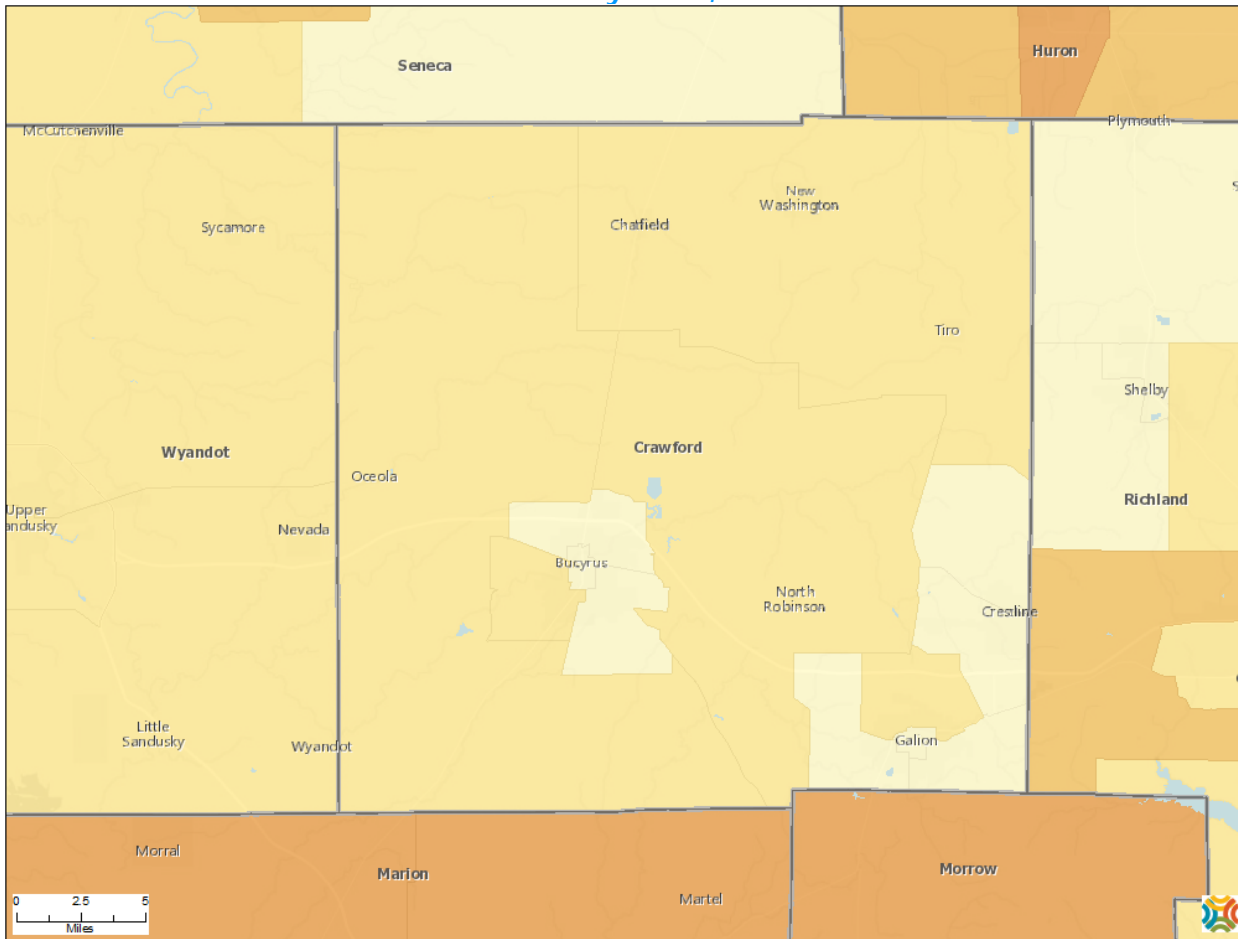 Seneca
Huron
McCutchenville
Plymouth
New
Washington
Sycamore
Chatfield
Tiro
Shelby
Wyandot
Crawford
Oceola
Richland
Upper
Nevada
Bucyrus
North
Robinson
Crestline
Little
Sandusky
Wyandot
Galion
Morral
Marion
Morrow
Martel
0 2.5 5
Miles